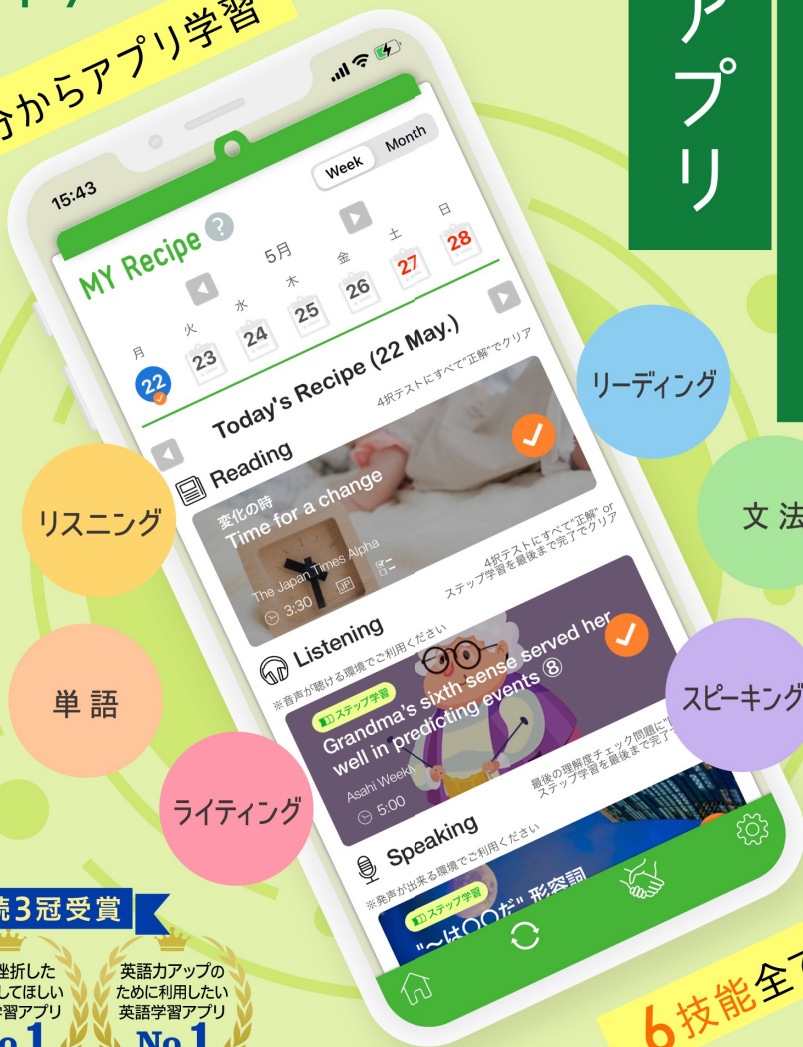 分からアプリ学習
アプリ
15:43
Week
Month
MY Recipe ?
5月
月 火 水 木 金 土 日
22 23 24 25 26 27 28
Today's Recipe (22 May.)
Reading
4択テストにすべて"正解"でクリア
変化の時
Time for a change
The Japan Times Alpha
3:30
JP
Listening
4択テストにすべて"正解" or
ステップ学習を最後まで完了でクリア
※音声が聴ける環境でご利用ください
ステップ学習
Grandma's sixth sense served her
well in predicting events ⑧
Asahi Weekl
5:00
Speaking
最後の理解度チェック問題に"
ステップ学習を最後まで完了
※発声が出来る環境でご利用ください
ステップ学習
"〜は〇〇だ" 形容詞
リーディング
文法
スピーキング
リスニング
単語
ライティング
続3冠受賞
挫折した
してほしい
習アプリ
No.1
英語力アップの
ために利用したい
英語学習アプリ
No.1
6技能全て